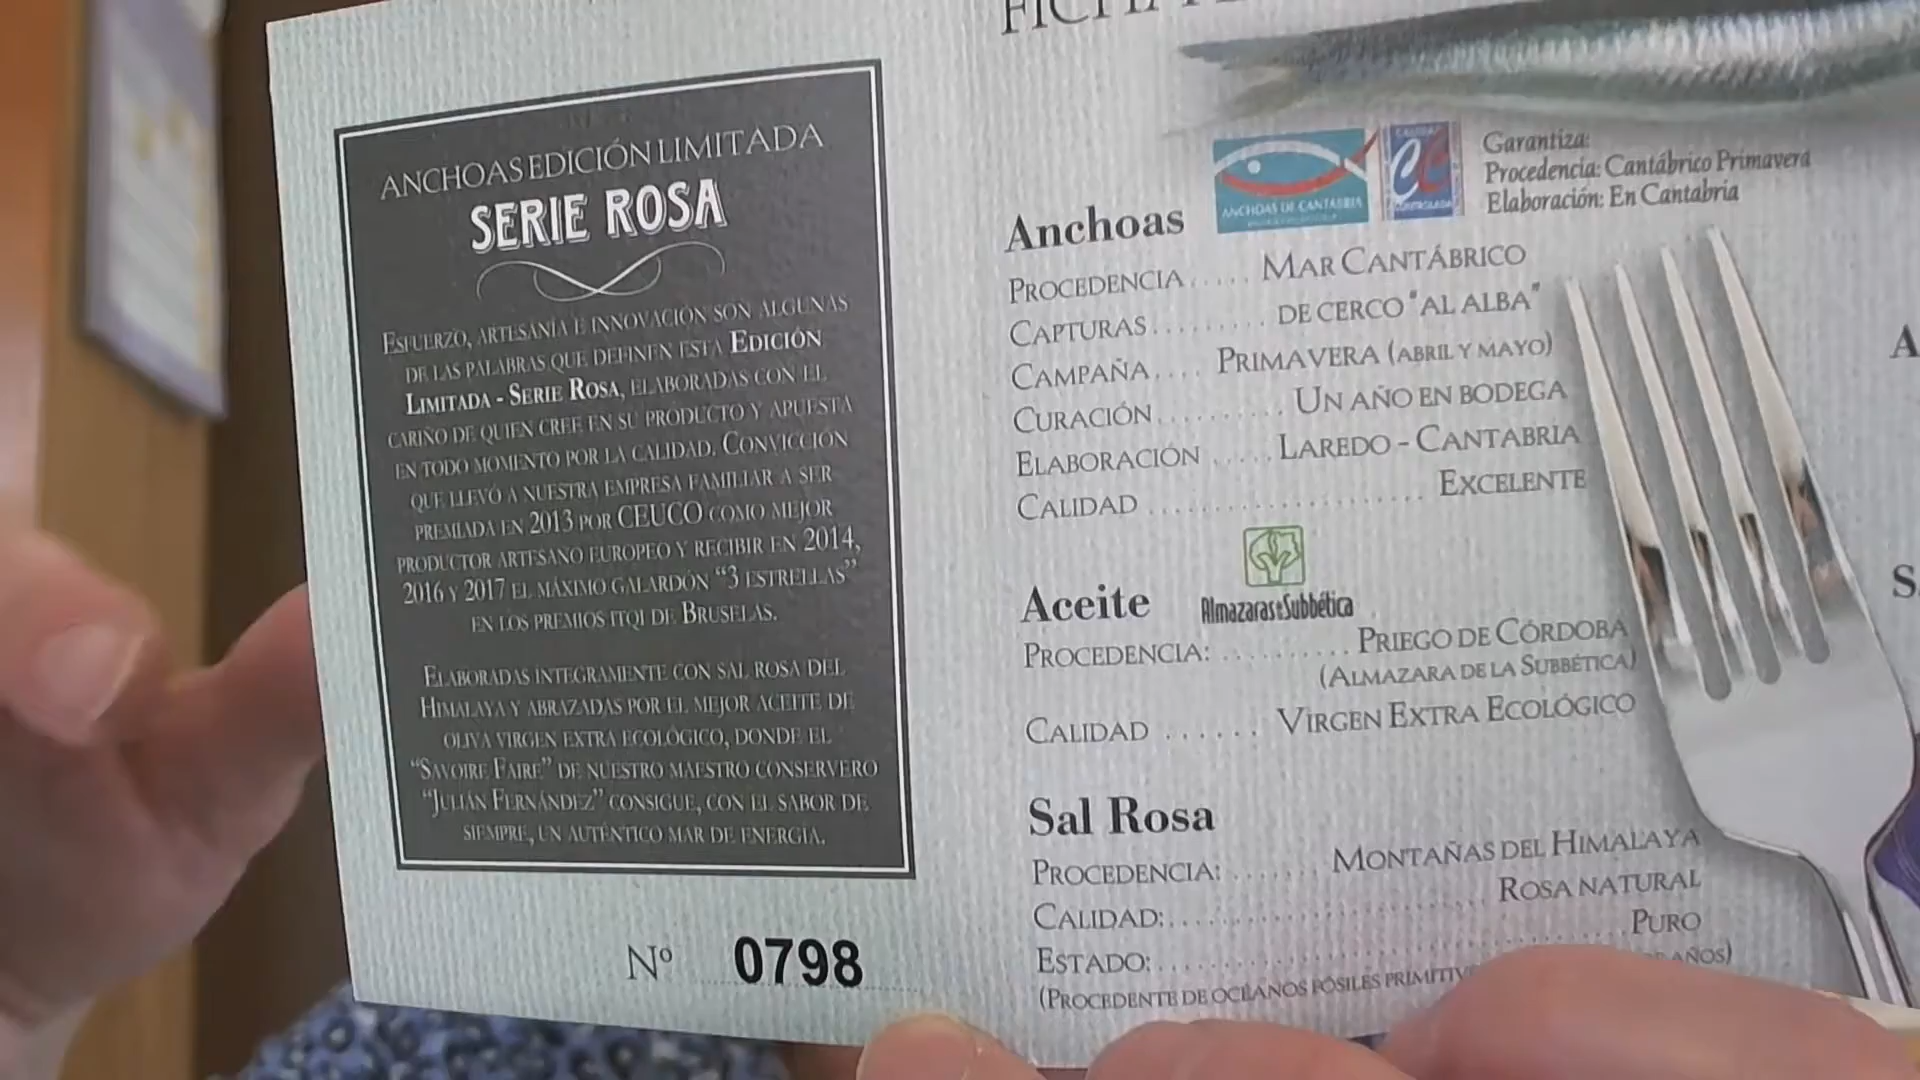 ANCHOAS EDICIÓN LIMITADA
SERIE ROSA
ESFUERZO, ARTESANÍA E INNOVACIÓN SON ALGUNAS
DE LAS PALABRAS QUE DEFINEN ESTA EDICIÓN
LIMITADA - SERIE ROSA, ELABORADAS CON EL
CARIÑO DE QUIEN CREE EN SU PRODUCTO Y APUESTA
EN TODO MOMENTO POR LA CALIDAD. CONVICCIÓN
QUE LLEVÓ A NUESTRA EMPRESA FAMILIAR A SER
PREMIADA EN 2013 POR CEUCO COMO MEJOR
PRODUCTOR ARTESANO EUROPEO Y RECIBIR EN 2014,
2016 Y 2017 EL MÁXIMO GALARDÓN "3 ESTRELLAS"
EN LOS PREMIOS ITQI DE BRUSELAS.
ELABORADAS INTEGRAMENTE CON SAL ROSA DEL
HIMALAYA Y ABRAZADAS POR EL MEJOR ACEITE DE
OLIVA VIRGEN EXTRA ECOLÓGICO, DONDE EL
"SAVOIRE FAIRE" DE NUESTRO MAESTRO CONSERVERO
"JULIÁN FERNÁNDEZ" CONSIGUE, CON EL SABOR DE
SIEMPRE, UN AUTÉNTICO MAR DE ENERGÍA.
Nº 0798
ANCHOAS DE CANTABRIA
CALIDAD CC CONTROLADA
Garantiza:
Procedencia: Cantábrico Primavera
Elaboración: En Cantabria
Anchoas
PROCEDENCIA ..... MAR CANTÁBRICO
CAPTURAS ......... DE CERCO "AL ALBA"
CAMPAÑA .... PRIMAVERA (ABRIL Y MAYO)
CURACIÓN .......... UN AÑO EN BODEGA
ELABORACIÓN ..... LAREDO - CANTABRIA
CALIDAD ..................... EXCELENTE
Aceite
Almazaras de la Subbética
PROCEDENCIA: ........... PRIEGO DE CÓRDOBA
(ALMAZARA DE LA SUBBÉTICA)
CALIDAD ...... VIRGEN EXTRA ECOLÓGICO
Sal Rosa
PROCEDENCIA: ....... MONTAÑAS DEL HIMALAYA
CALIDAD: ........................ ROSA NATURAL
ESTADO: .................................. PURO
(PROCEDENTE DE OCÉANOS FÓSILES AÑOS)